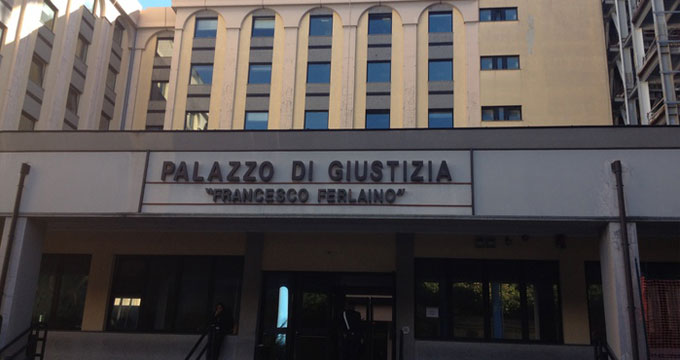 PALAZZO DI GIUSTIZIA
"FRANCESCO FERLAINO"